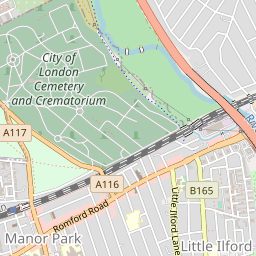 City of
London
Cemetery
and Crematorium
A117
A116
B165
Romford Road
Little Ilford Lane
Manor Park
Little Ilford